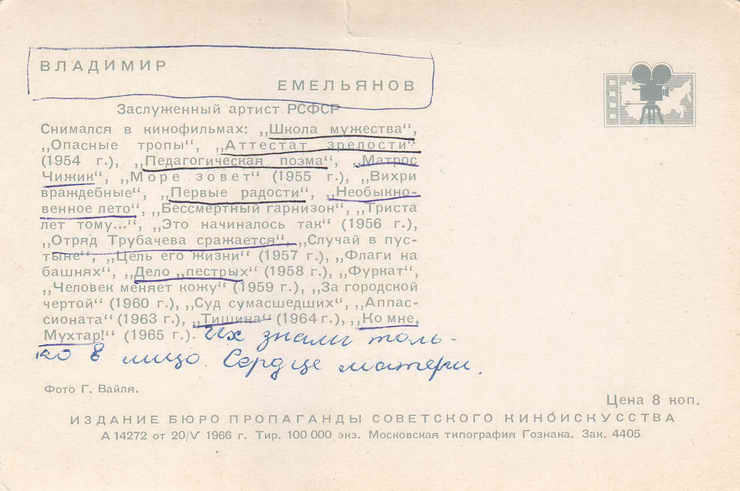 ВЛАДИМИР
ЕМЕЛЬЯНОВ
Заслуженный артист РСФСР
Снимался в кинофильмах: „Школа мужества“,
„Опасные тропы“, „Аттестат зрелости“
(1954 г.), „Педагогическая поэма“, „Матрос
Чижик“, „Море зовет“ (1955 г.), „Вихри
враждебные“, „Первые радости“, „Необыкно-
венное лето“, „Бессмертный гарнизон“, „Триста
лет тому...“, „Это начиналось так“ (1956 г.),
„Отряд Трубачева сражается“, „Случай в пус-
тыне“, „Цель его жизни“ (1957 г.), „Флаги на
башнях“, „Дело „пестрых“ (1958 г.), „Фуркат“,
„Человек меняет кожу“ (1959 г.), „За городской
чертой“ (1960 г.), „Суд сумасшедших“, „Аппас-
сионата“ (1963 г.), „Тишина“ (1964 г.), „Ко мне,
Мухтар!“ (1965 г.). Их знали толь-
ко в лицо. Сердце матери.
Фото Г. Вайля.
Цена 8 коп.
ИЗДАНИЕ БЮРО ПРОПАГАНДЫ СОВЕТСКОГО КИНОИСКУССТВА
А 14272 от 20/V 1966 г. Тир. 100 000 экз. Московская типография Гознака. Зак. 4405